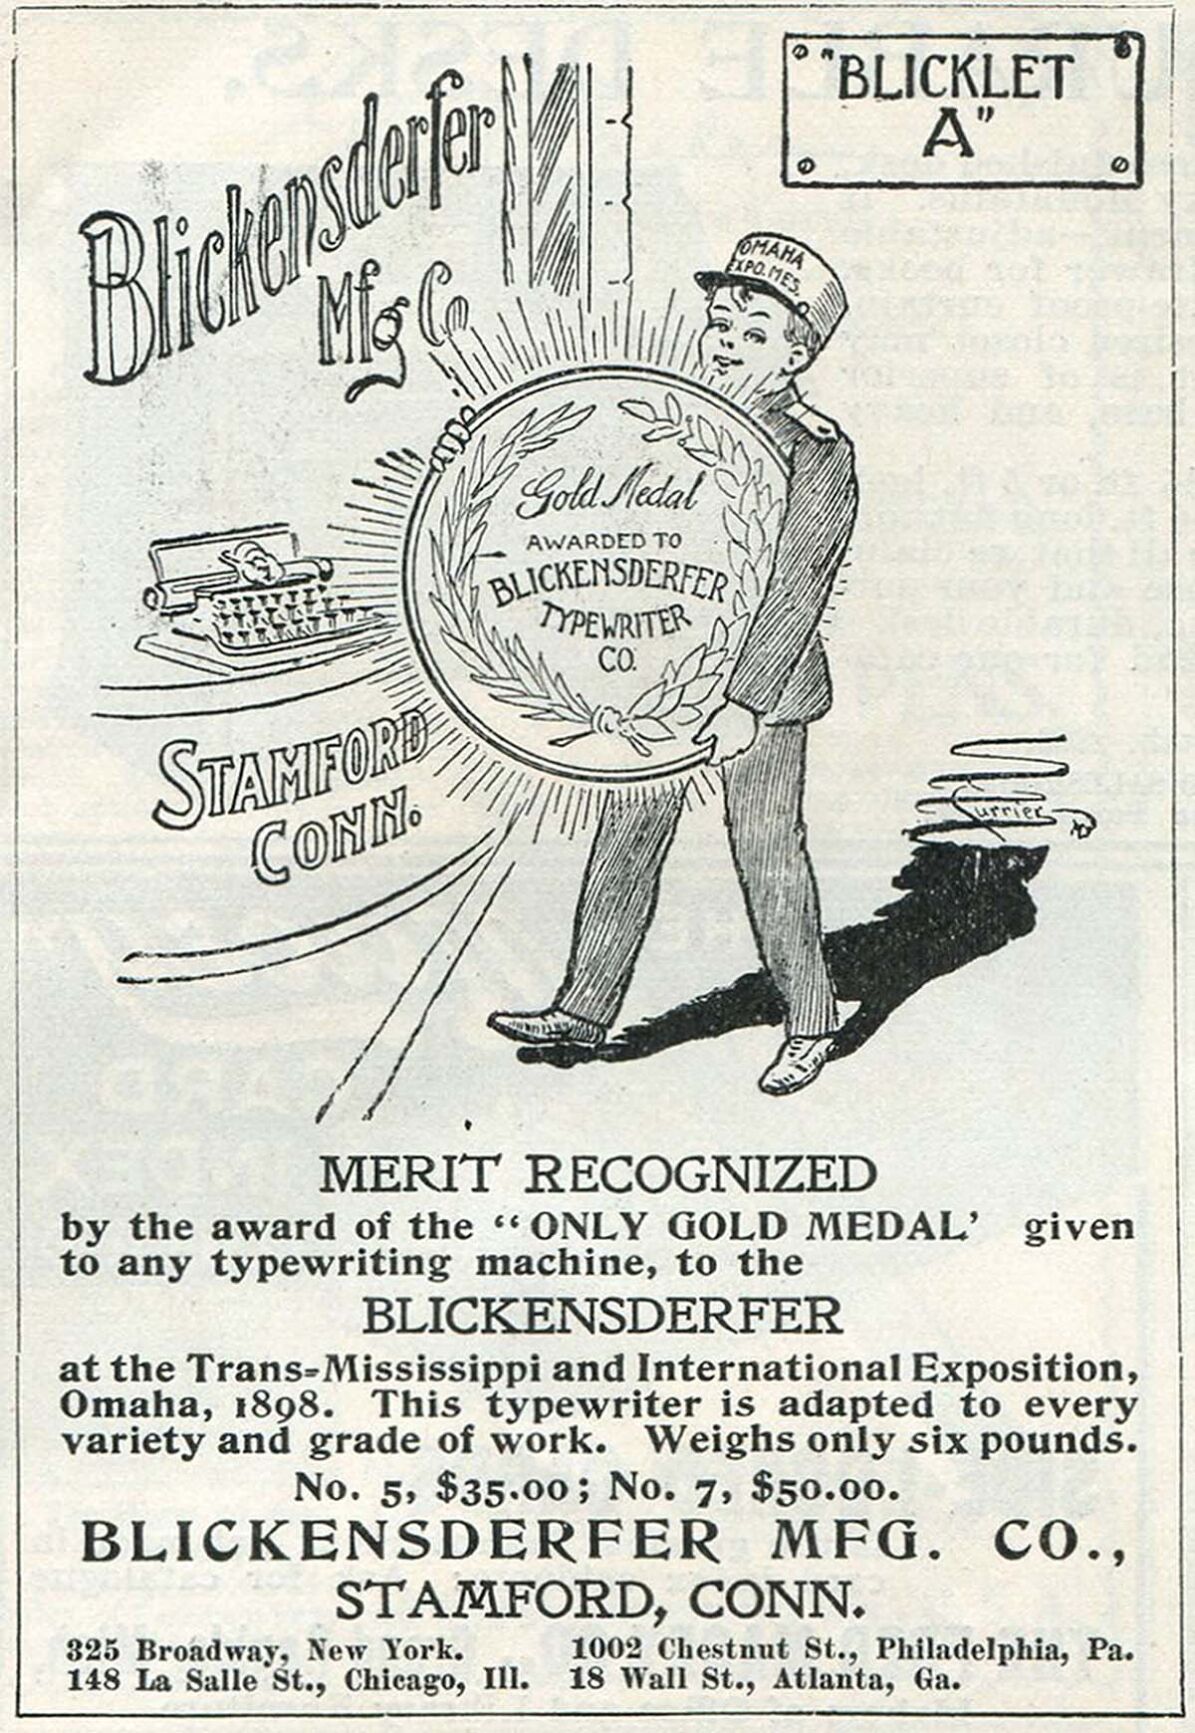 "BLICKLET
A"
Blickensderfer
Mfg Co
OMAHA
EXPO. MES.
Gold Medal
AWARDED TO
BLICKENSDERFER
TYPEWRITER
CO.
STAMFORD
CONN.
Currier
MERIT RECOGNIZED
by the award of the "ONLY GOLD MEDAL' given
to any typewriting machine, to the
BLICKENSDERFER
at the Trans-Mississippi and International Exposition,
Omaha, 1898. This typewriter is adapted to every
variety and grade of work. Weighs only six pounds.
No. 5, $35.00; No. 7, $50.00.
BLICKENSDERFER MFG. CO.,
STAMFORD, CONN.
325 Broadway, New York. 1002 Chestnut St., Philadelphia, Pa.
148 La Salle St., Chicago, Ill. 18 Wall St., Atlanta, Ga.